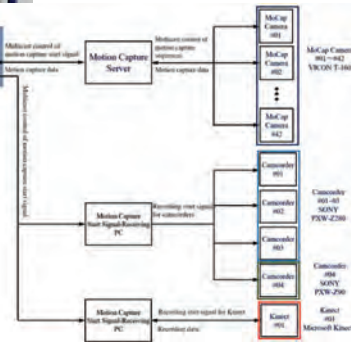 Multicast control of
motion capture start signal
Motion capture data
Motion Capture
Server
Multicast control of
motion capture
sequences
Motion capture data
MoCap
Camera
#01
MoCap
Camera
#02
MoCap
Camera
#42
MoCap Camera
#01~#42
VICON T-160
Multicast control of motion capture start
signal
Motion Capture
Start Signal-Receiving
PC
Recording start signal
for camcorders
Camcorder
#01
Camcorder
#02
Camcorder
#03
Camcorder
#04
Camcorder
#01~03
SONY
PXW-Z280
Camcorder
#04
SONY
PXW-Z90
Motion Capture
Start Signal-Receiving
PC
Recording start signal for Kinect
Recording data
Kinect
#01
Kinect
#01
Microsoft Kinect